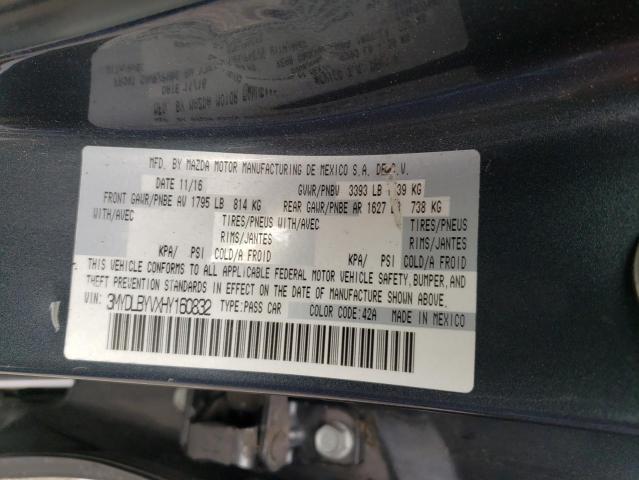 MFD. BY MAZDA MOTOR MANUFACTURING DE MEXICO S.A. DE C.V.
DATE 11/16 GVWR/PNBV 3393 LB 39 KG
FRONT GAWR/PNBE AV 1795 LB 814 KG REAR GAWR/PNBE AR 1627 738 KG
WITH/AVEC TIRES/PNEUS WITH/AVEC TIRES/PNEUS
RIMS/JANTES RIMS/JANTES
KPA/ PSI COLD/A FROID KPA/ PSI COLD/A FROID
THIS VEHICLE CONFORMS TO ALL APPLICABLE FEDERAL MOTOR VEHICLE SAFETY, BUMPER, AND
THEFT PREVENTION STANDARDS IN EFFECT ON THE DATE OF MANUFACTURE SHOWN ABOVE.
VIN: 3MYDLBYVXHY160832 TYPE:PASS CAR COLOR CODE:42A MADE IN MEXICO